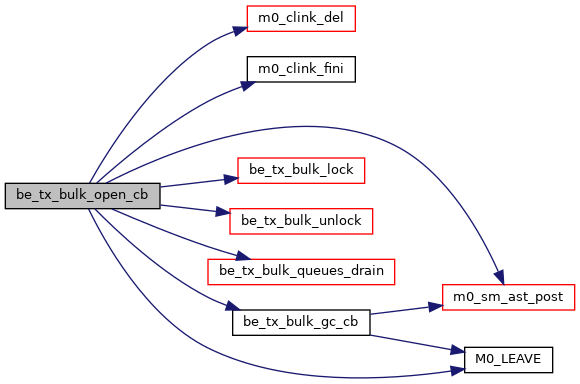 m0_clink_del
m0_clink_fini
be_tx_bulk_lock
be_tx_bulk_open_cb
be_tx_bulk_unlock
be_tx_bulk_queues_drain
m0_sm_ast_post
be_tx_bulk_gc_cb
M0_LEAVE